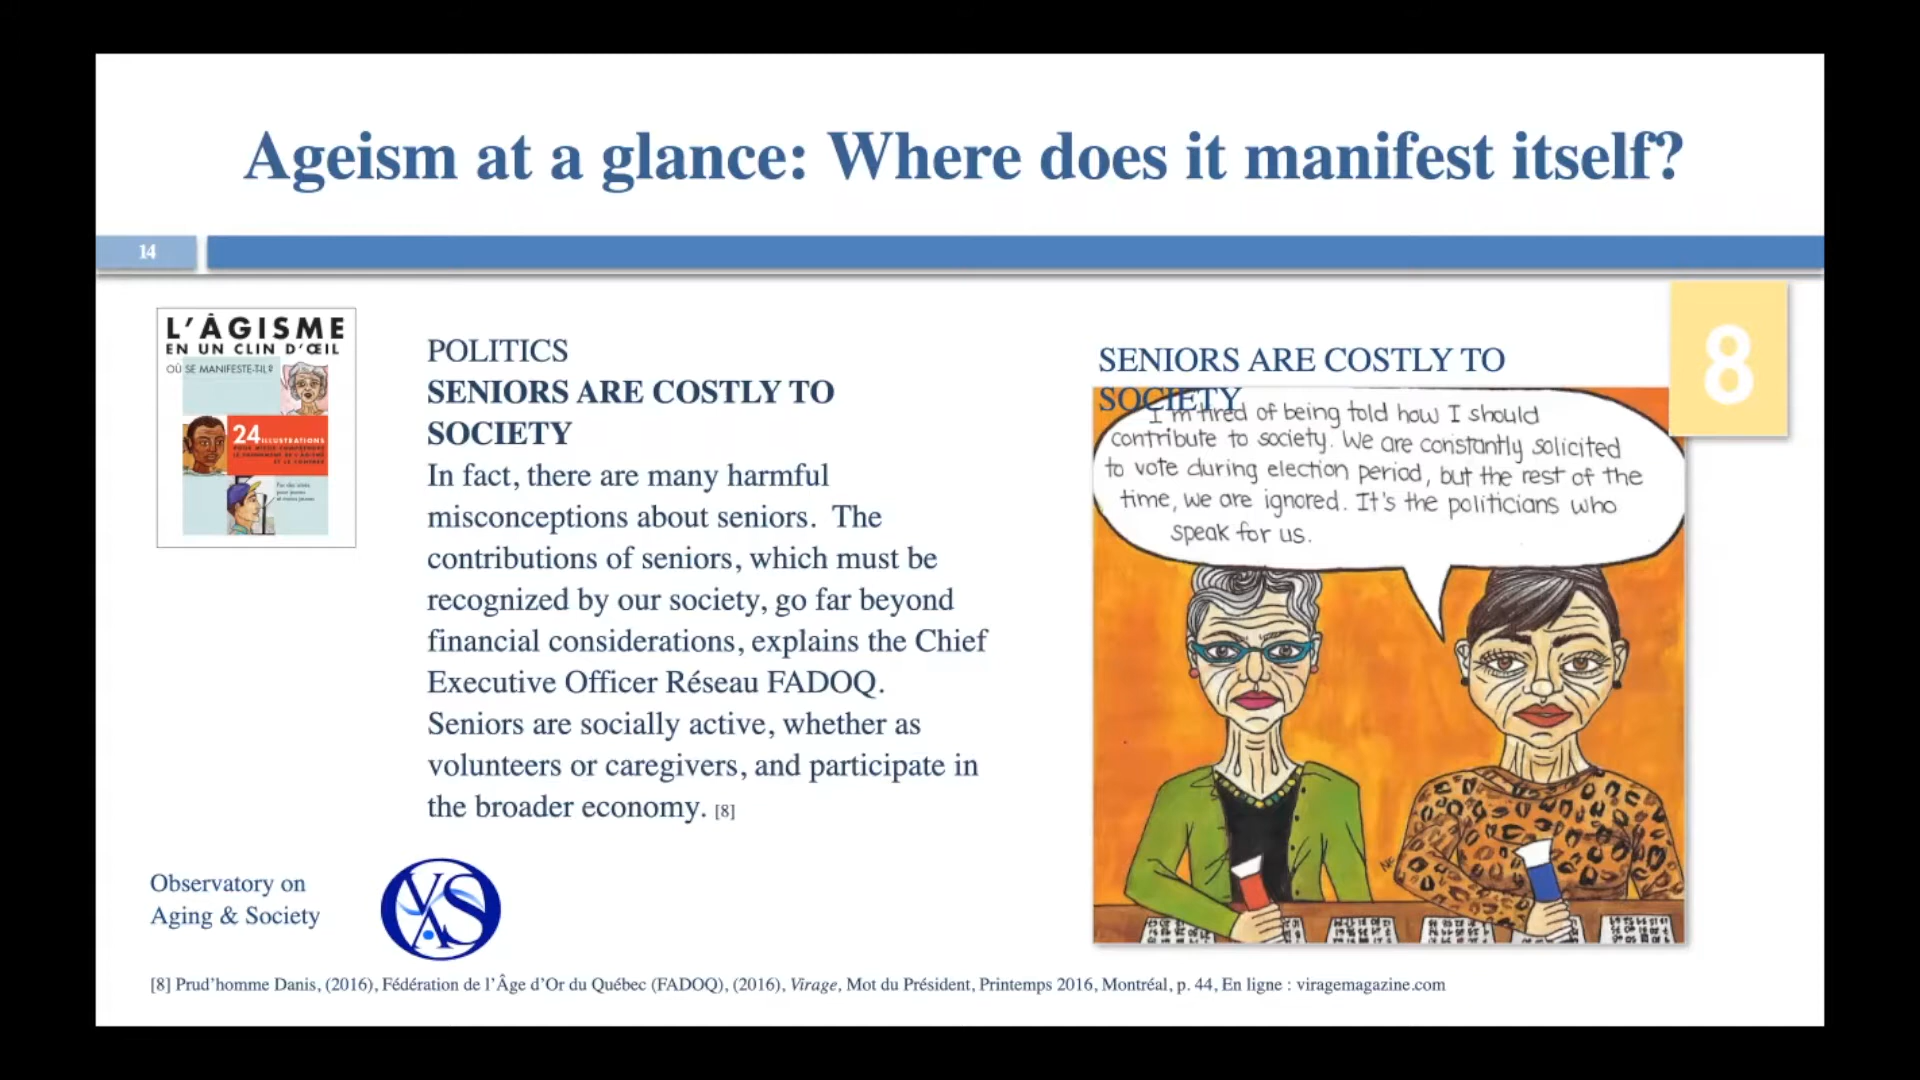 Ageism at a glance: Where does it manifest itself?
14
L'ÂGISME
EN UN CLIN D'ŒIL
OÙ SE MANIFESTE-T-IL?
24 ILLUSTRATIONS
POLITICS
SENIORS ARE COSTLY TO
SOCIETY
In fact, there are many harmful
misconceptions about seniors. The
contributions of seniors, which must be
recognized by our society, go far beyond
financial considerations, explains the Chief
Executive Officer Réseau FADOQ.
Seniors are socially active, whether as
volunteers or caregivers, and participate in
the broader economy. [8]
SENIORS ARE COSTLY TO
SOCIETY
8
I'm tired of being told how I should
contribute to society. We are constantly solicited
to vote during election period, but the rest of the
time, we are ignored. It's the politicians who
speak for us.
Observatory on
Aging & Society
[8] Prud'homme Danis, (2016), Fédération de l'Âge d'Or du Québec (FADOQ), (2016), Virage, Mot du Président, Printemps 2016, Montréal, p. 44, En ligne : viragemagazine.com